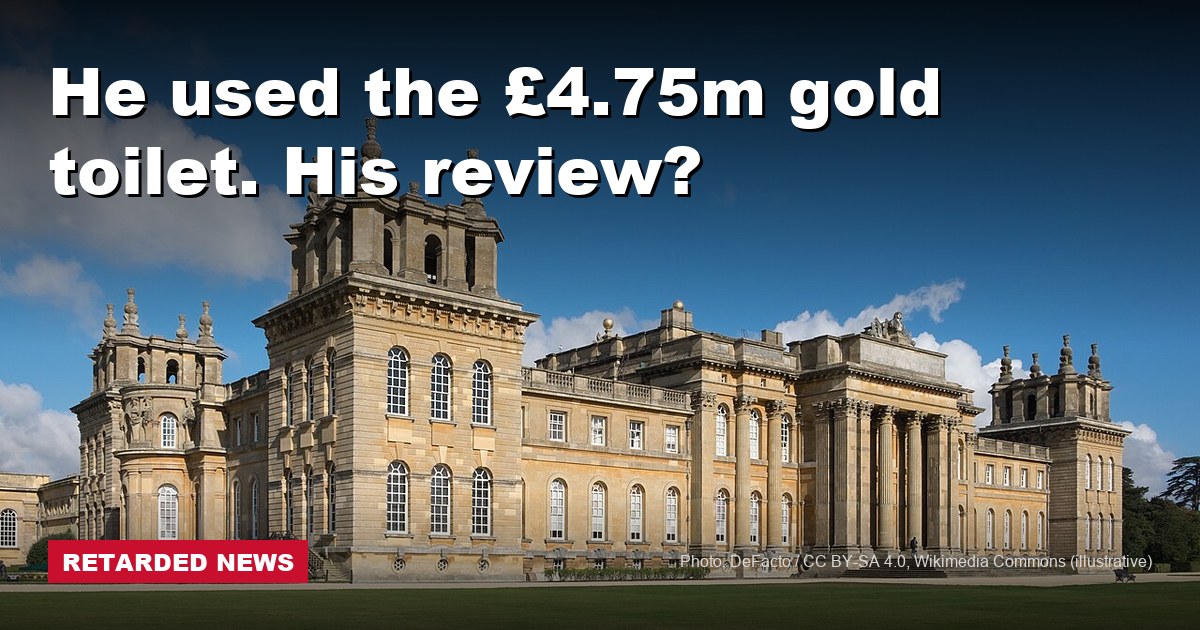 He used the £4.75m gold
toilet. His review?
RETARDED NEWS
Photo: DeFacto / CC BY-SA 4.0, Wikimedia Commons (illustrative)